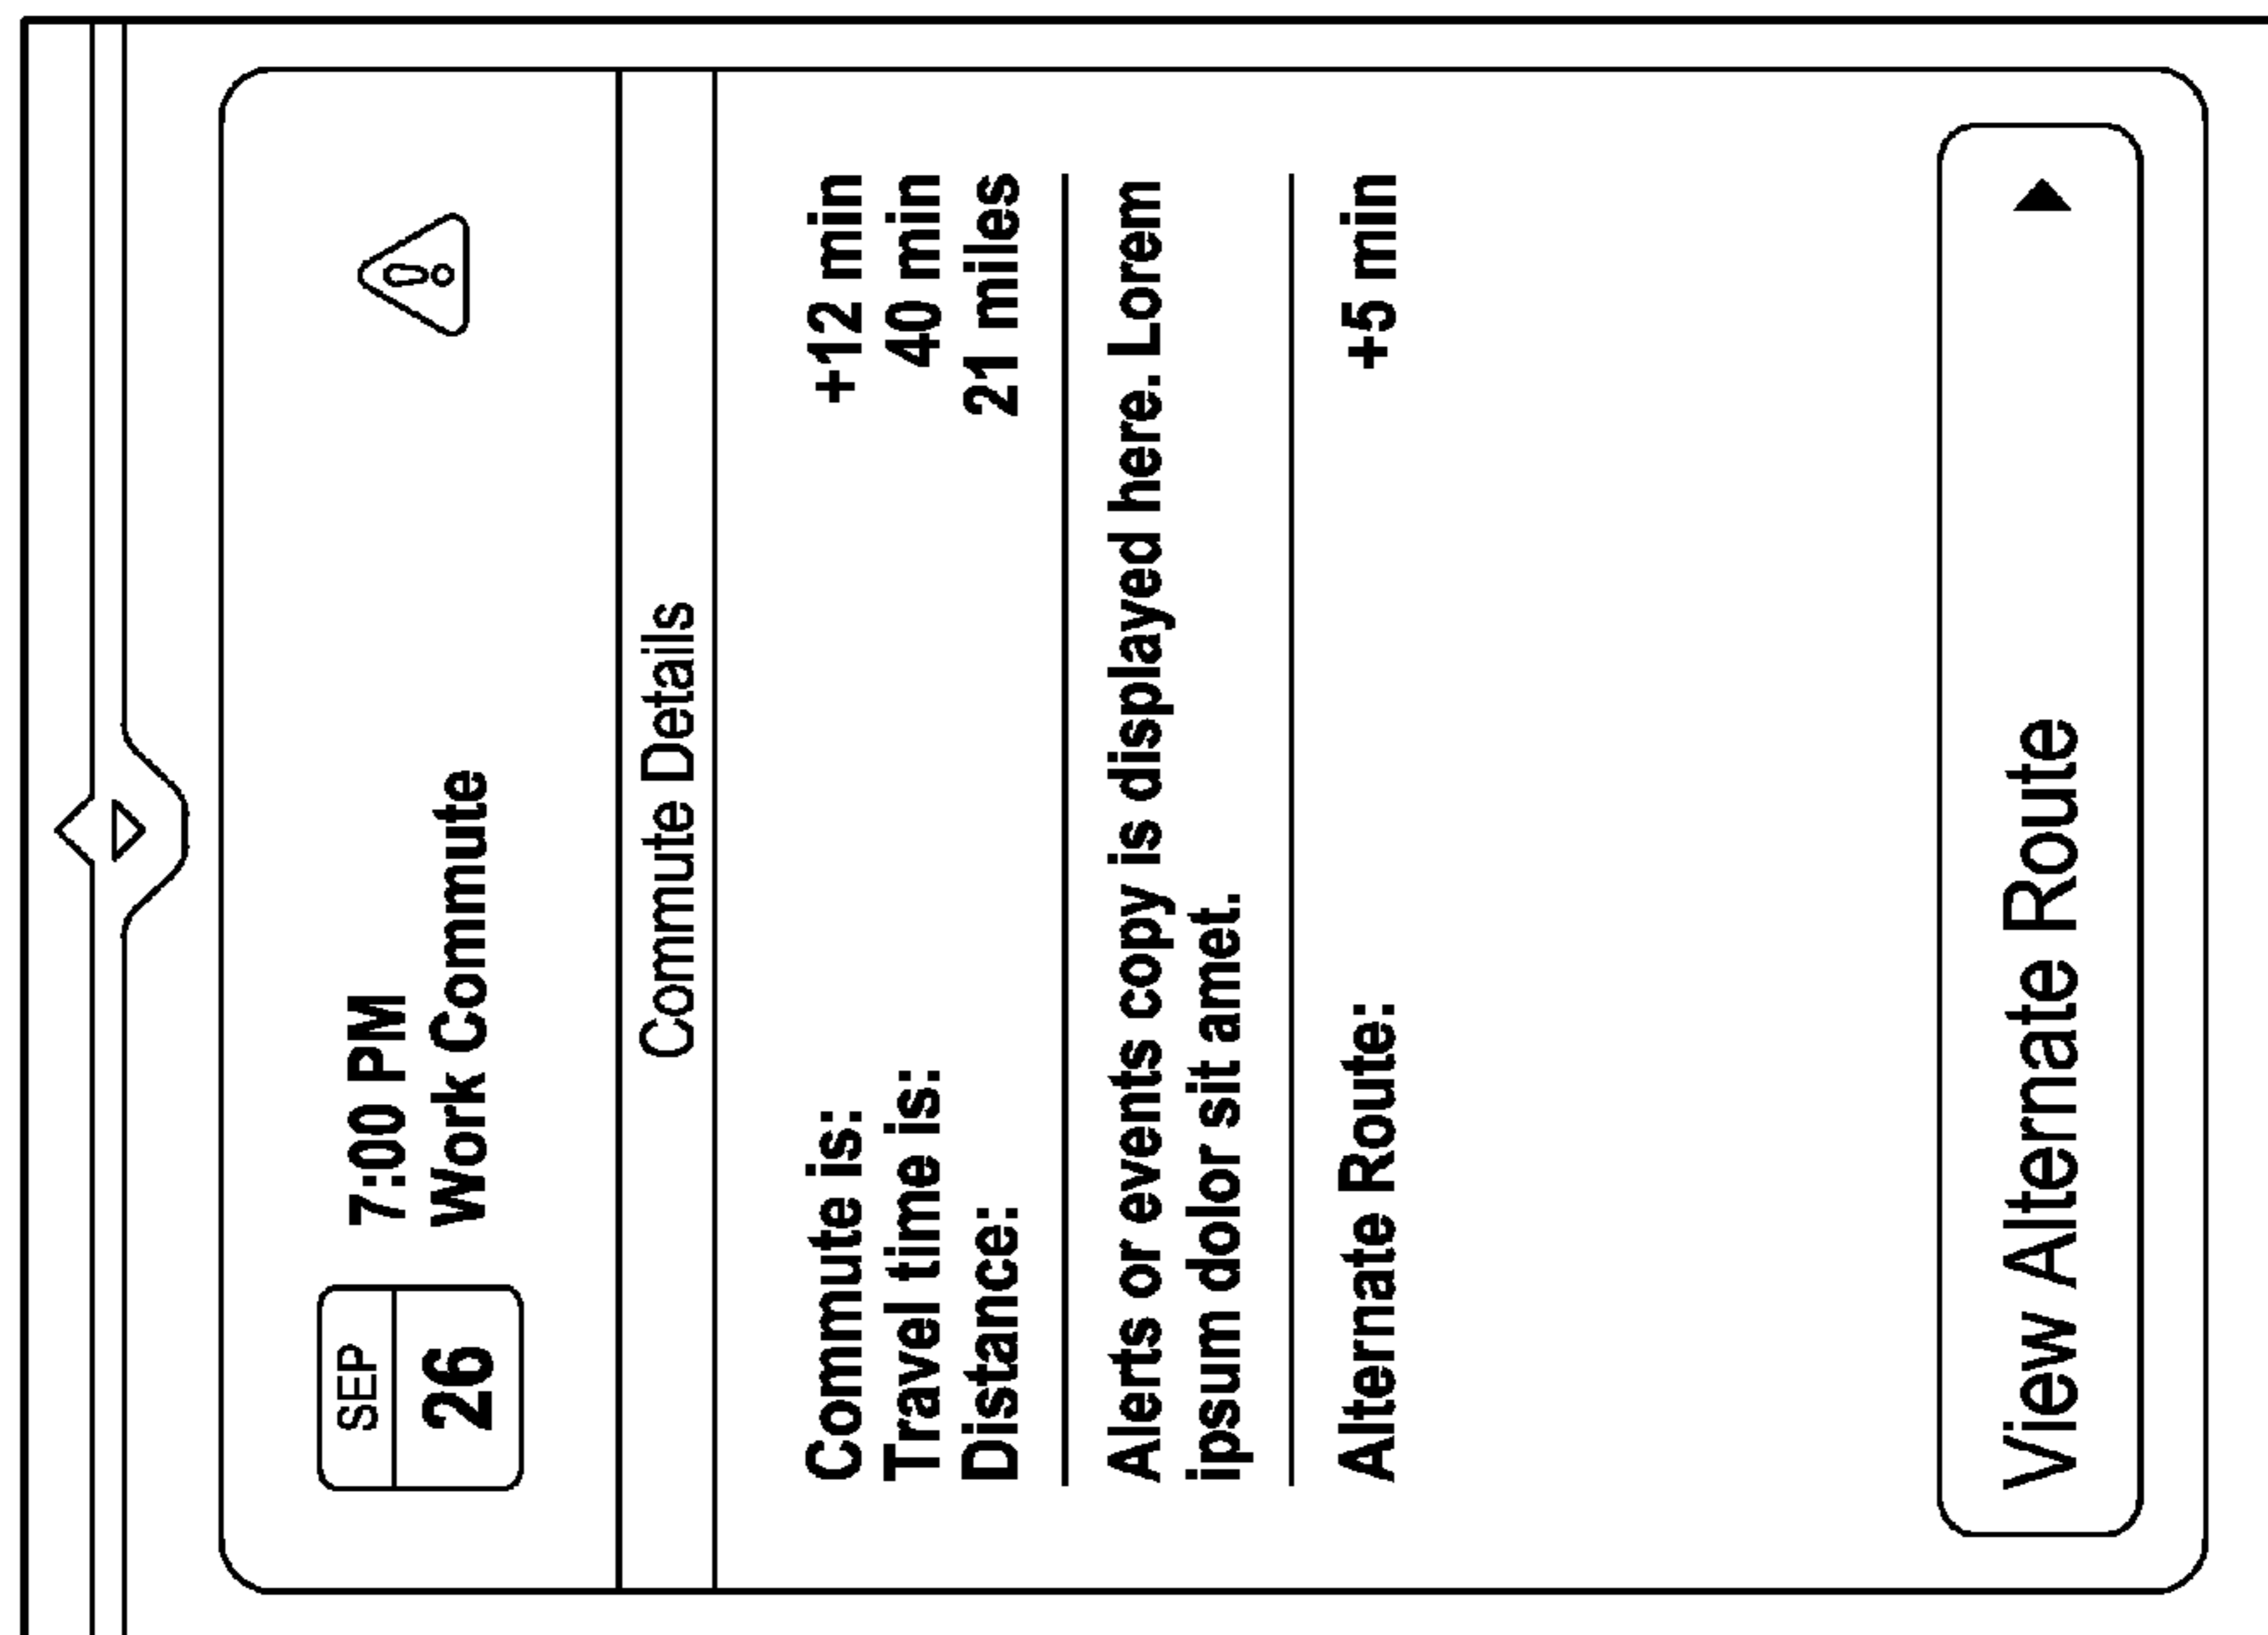 SEP
26
7:00 PM
Work Commute
Commute Details
Commute is: +12 min
Travel time is: 40 min
Distance: 21 miles
Alerts or events copy is displayed here. Lorem
ipsum dolor sit amet.
Alternate Route: +5 min
View Alternate Route